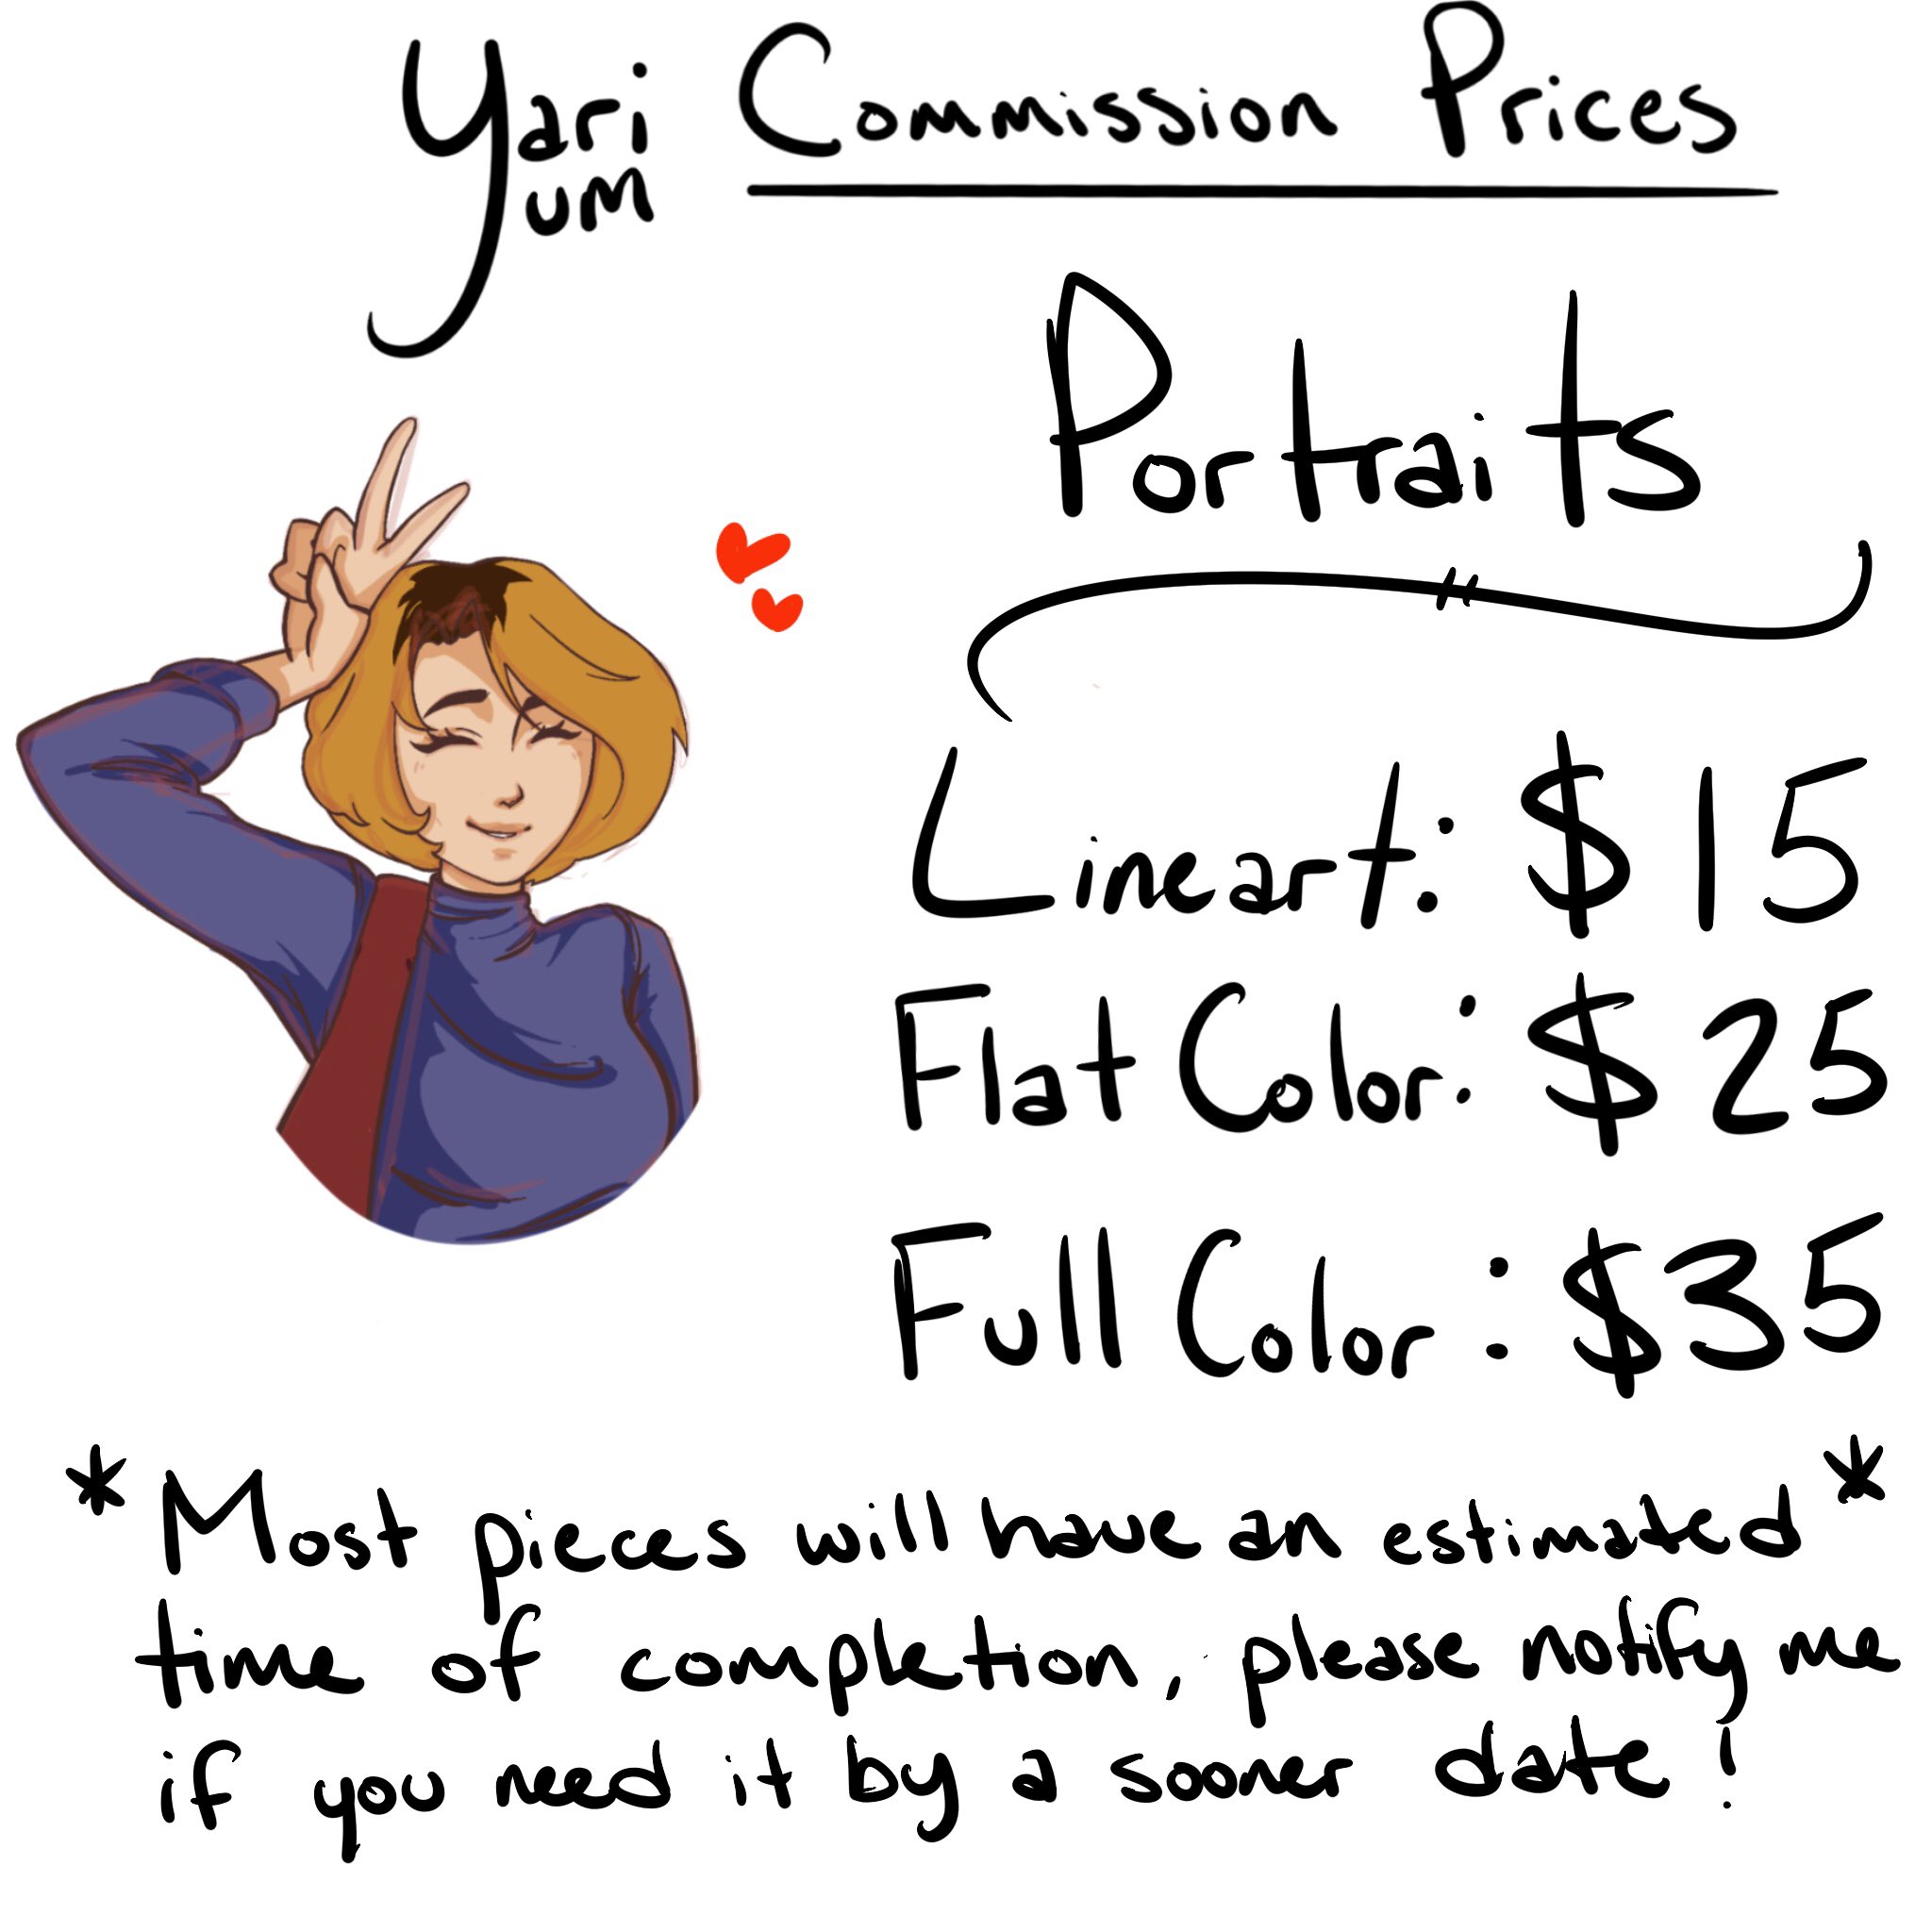 Yari Commission Prices
yum
Portraits
Lineart: $15
Flat Color: $25
Full Color: $35
*Most pieces will have an estimated*
time of completion, please notify me
if you need it by a sooner date!